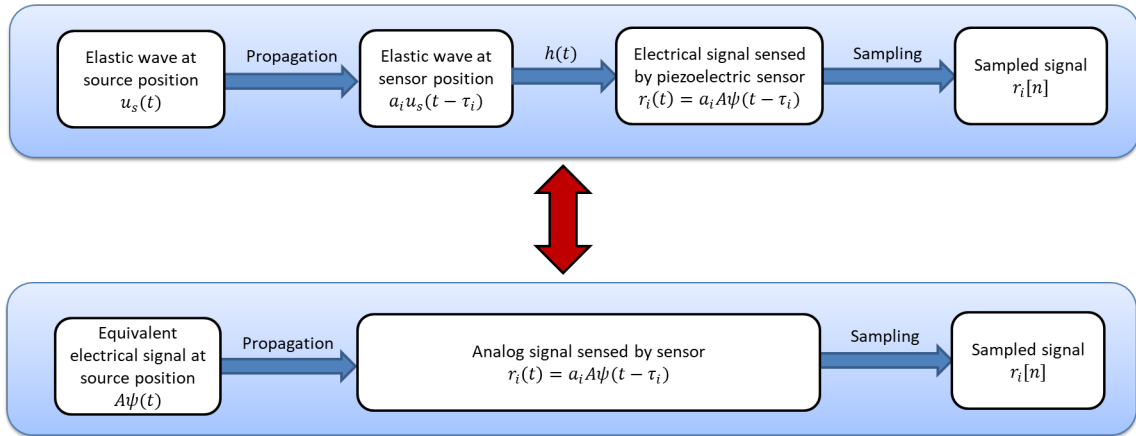 Elastic wave at
source position
u_s(t)
Propagation
Elastic wave at
sensor position
a_i u_s(t − τ_i)
h(t)
Electrical signal sensed
by piezoelectric sensor
r_i(t) = a_i Aψ(t − τ_i)
Sampling
Sampled signal
r_i[n]
Equivalent
electrical signal at
source position
Aψ(t)
Propagation
Analog signal sensed by sensor
r_i(t) = a_i Aψ(t − τ_i)
Sampling
Sampled signal
r_i[n]